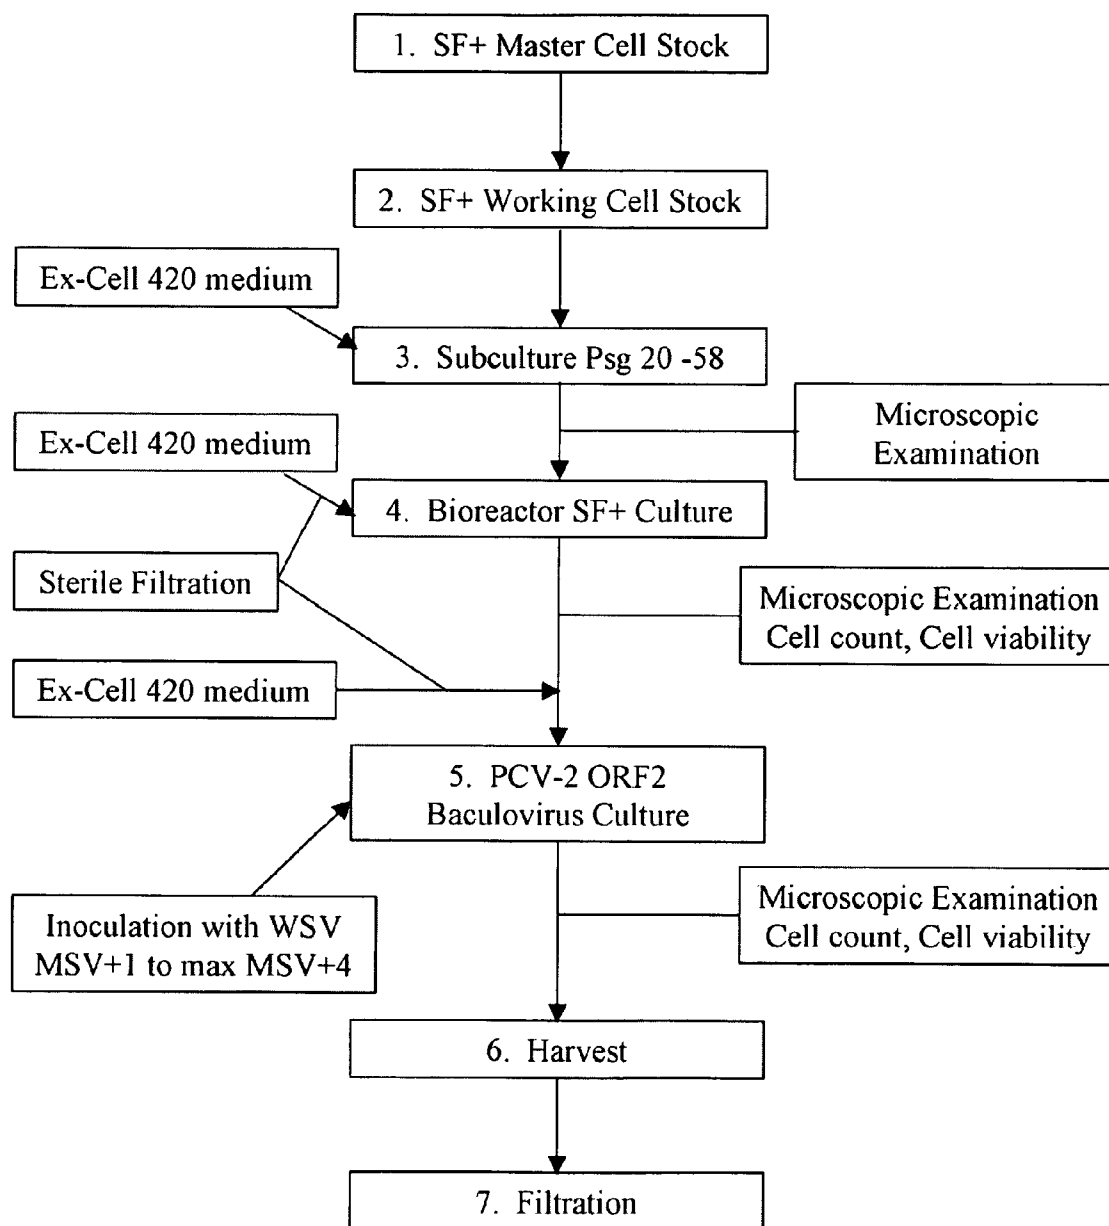 1. SF+ Master Cell Stock
2. SF+ Working Cell Stock
Ex-Cell 420 medium
3. Subculture Psg 20 -58
Microscopic
Examination
Ex-Cell 420 medium
4. Bioreactor SF+ Culture
Sterile Filtration
Microscopic Examination
Cell count, Cell viability
Ex-Cell 420 medium
5. PCV-2 ORF2
Baculovirus Culture
Inoculation with WSV
MSV+1 to max MSV+4
Microscopic Examination
Cell count, Cell viability
6. Harvest
7. Filtration